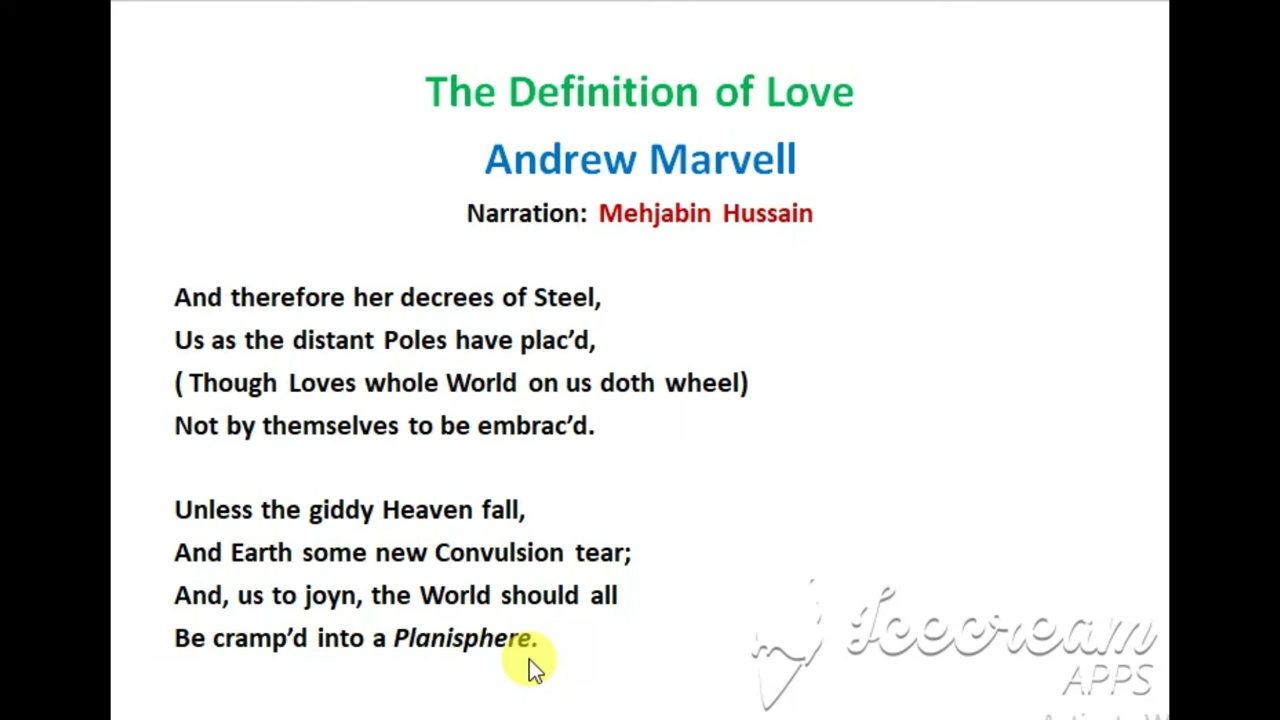 The Definition of Love
Andrew Marvell
Narration: Mehjabin Hussain
And therefore her decrees of Steel,
Us as the distant Poles have plac’d,
( Though Loves whole World on us doth wheel)
Not by themselves to be embrac’d.
Unless the giddy Heaven fall,
And Earth some new Convulsion tear;
And, us to joyn, the World should all
Be cramp’d into a Planisphere.
Icecream
APPS